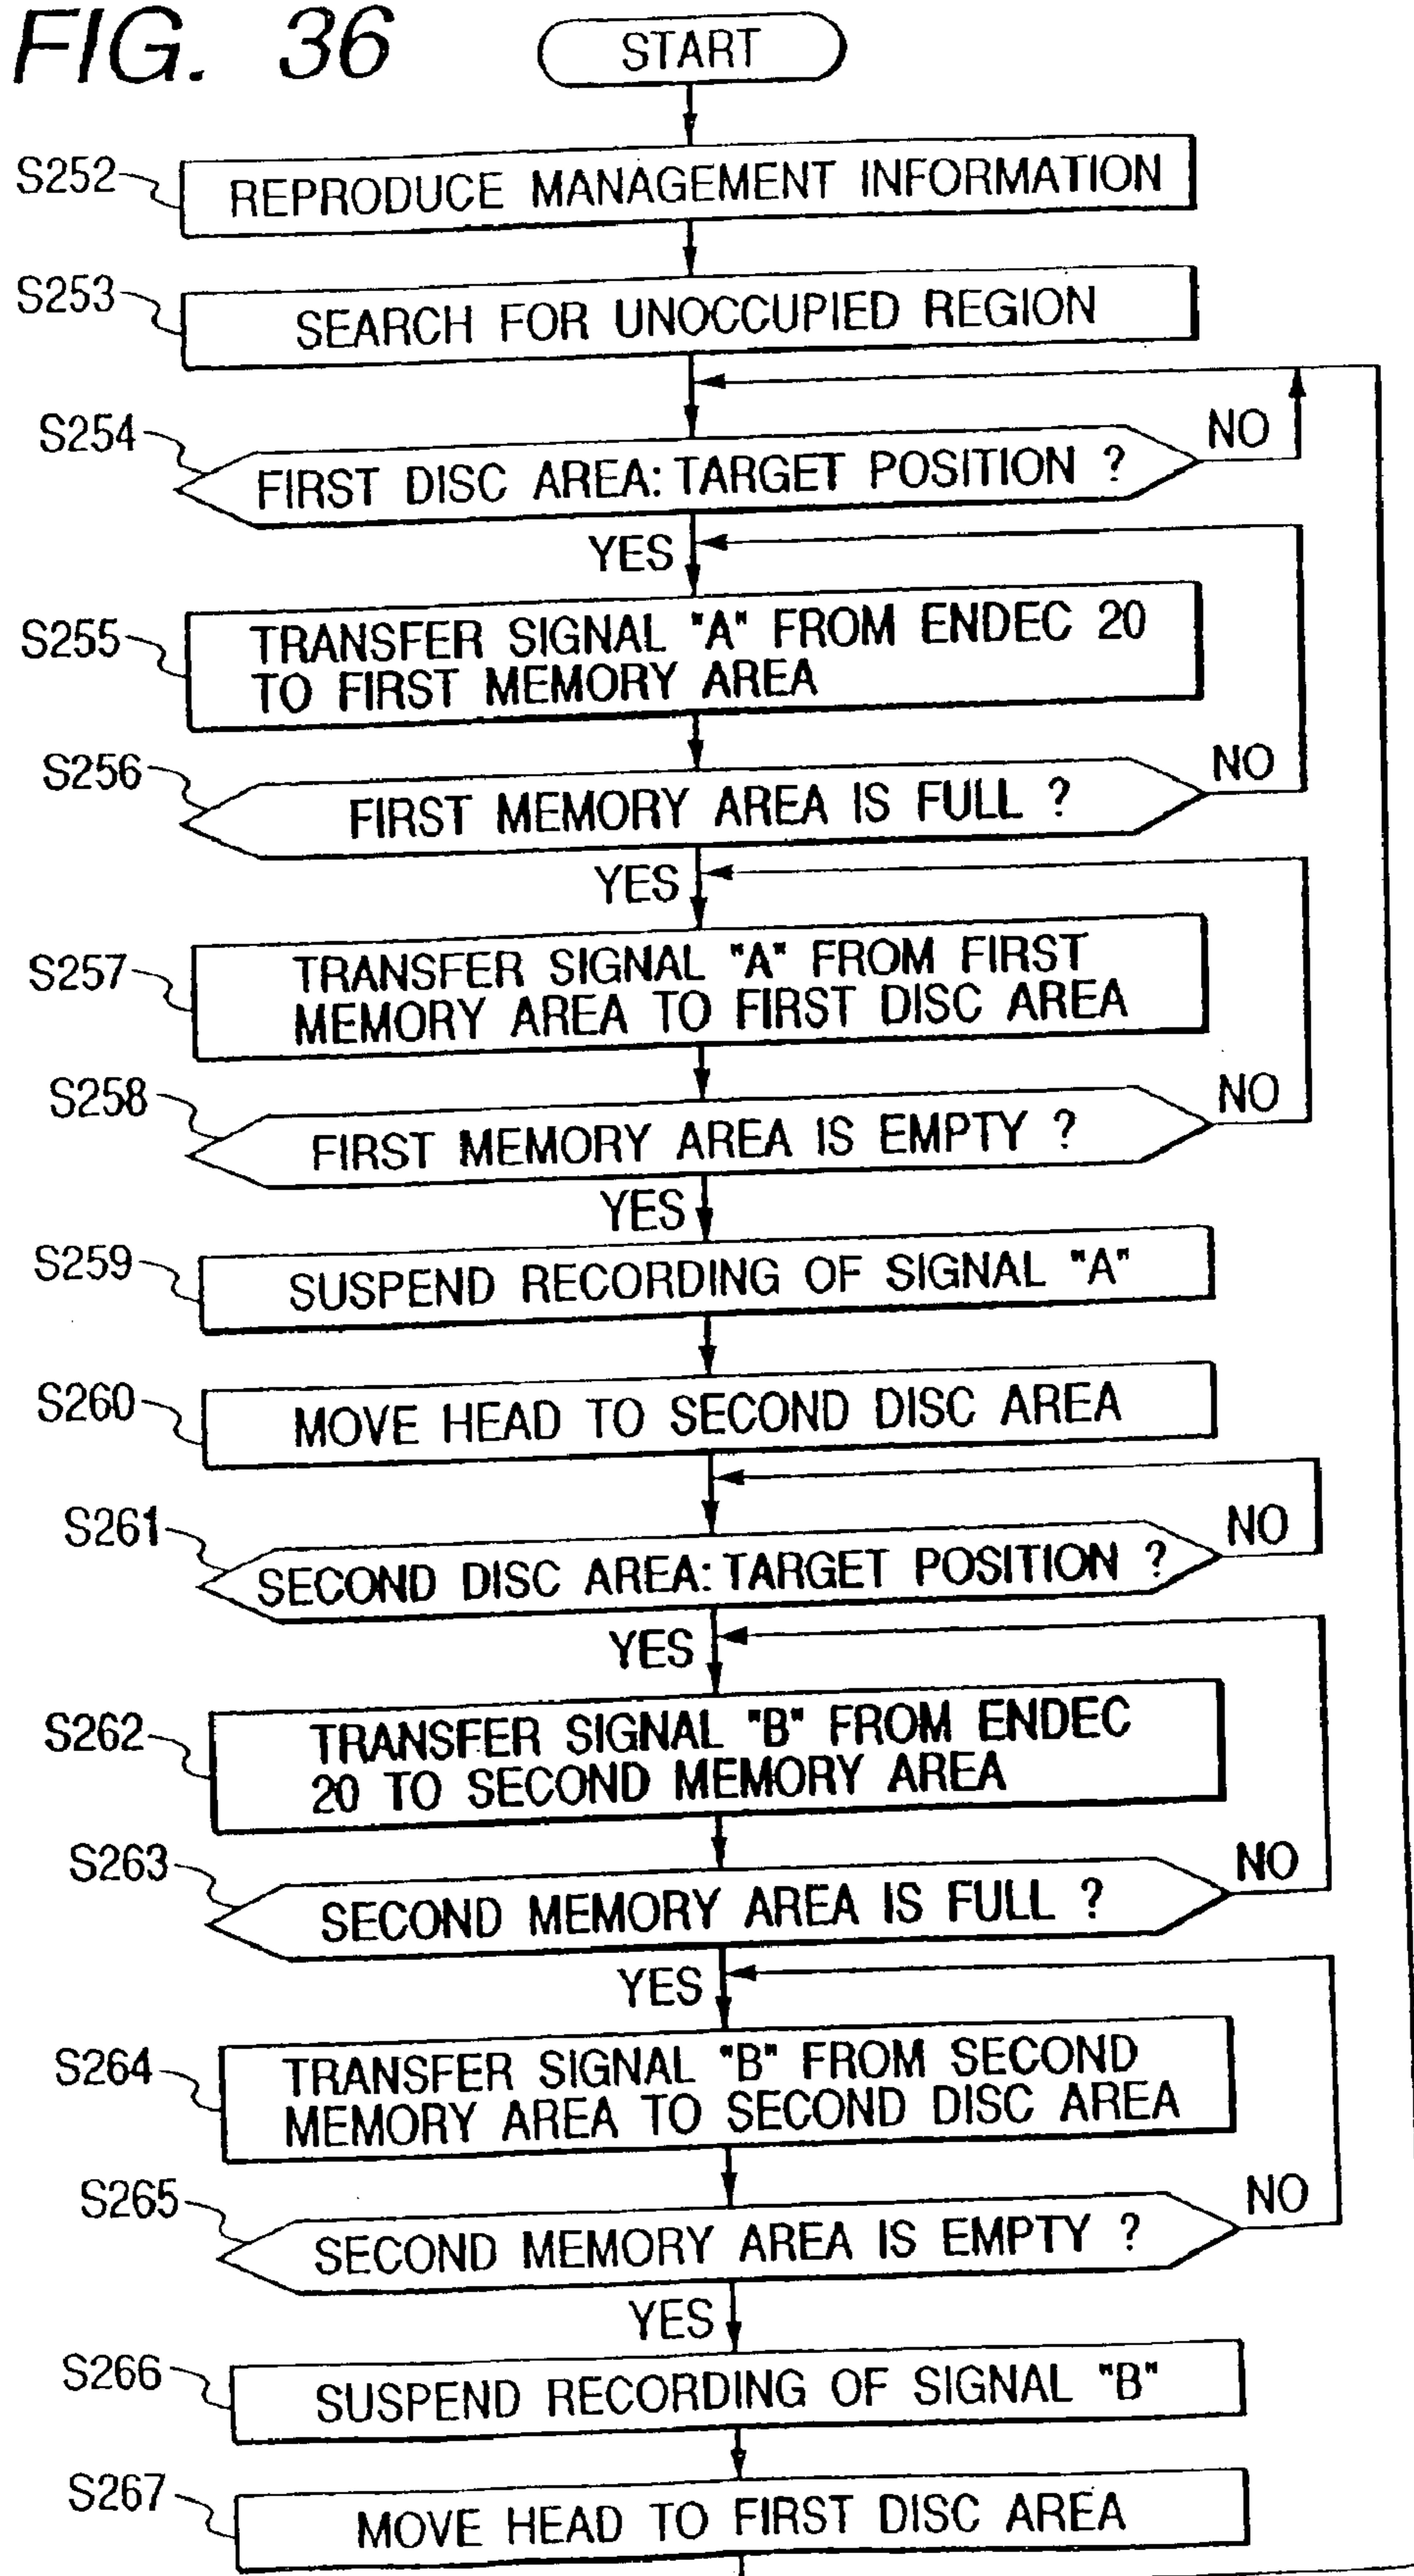 FIG. 36
START
S252
REPRODUCE MANAGEMENT INFORMATION
S253
SEARCH FOR UNOCCUPIED REGION
S254
FIRST DISC AREA: TARGET POSITION ?
NO
YES
S255
TRANSFER SIGNAL "A" FROM ENDEC 20
TO FIRST MEMORY AREA
S256
FIRST MEMORY AREA IS FULL ?
NO
YES
S257
TRANSFER SIGNAL "A" FROM FIRST
MEMORY AREA TO FIRST DISC AREA
S258
FIRST MEMORY AREA IS EMPTY ?
NO
YES
S259
SUSPEND RECORDING OF SIGNAL "A"
S260
MOVE HEAD TO SECOND DISC AREA
S261
SECOND DISC AREA: TARGET POSITION ?
NO
YES
S262
TRANSFER SIGNAL "B" FROM ENDEC
20 TO SECOND MEMORY AREA
S263
SECOND MEMORY AREA IS FULL ?
NO
YES
S264
TRANSFER SIGNAL "B" FROM SECOND
MEMORY AREA TO SECOND DISC AREA
S265
SECOND MEMORY AREA IS EMPTY ?
NO
YES
S266
SUSPEND RECORDING OF SIGNAL "B"
S267
MOVE HEAD TO FIRST DISC AREA